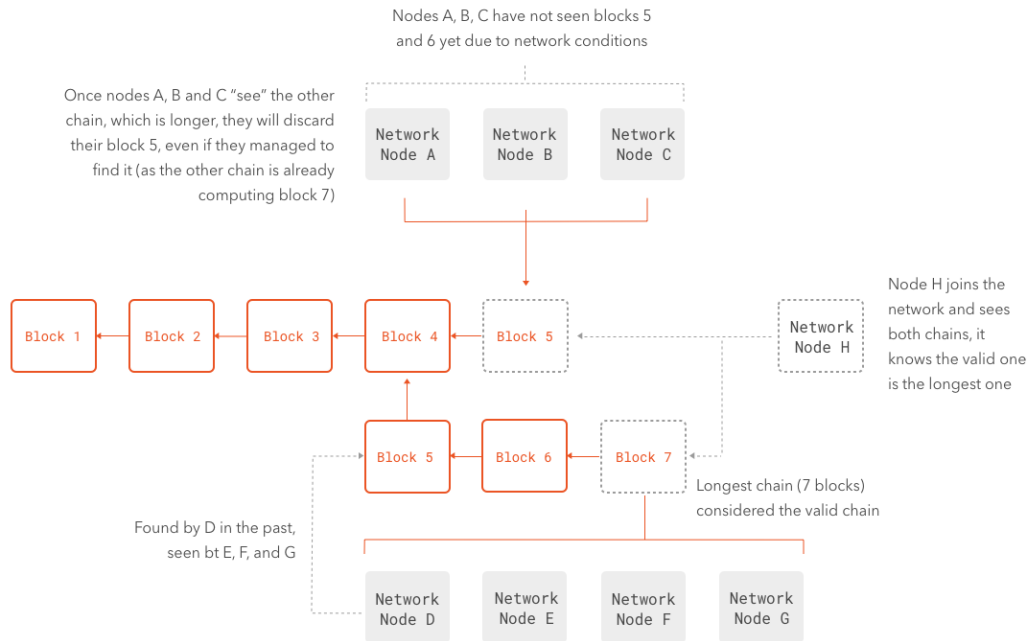 Nodes A, B, C have not seen blocks 5
and 6 yet due to network conditions
Once nodes A, B and C “see” the other
chain, which is longer, they will discard
their block 5, even if they managed to
find it (as the other chain is already
computing block 7)
Network
Node A
Network
Node B
Network
Node C
Block 1
Block 2
Block 3
Block 4
Block 5
Network
Node H
Node H joins the
network and sees
both chains, it
knows the valid one
is the longest one
Block 5
Block 6
Block 7
Longest chain (7 blocks)
considered the valid chain
Found by D in the past,
seen bt E, F, and G
Network
Node D
Network
Node E
Network
Node F
Network
Node G